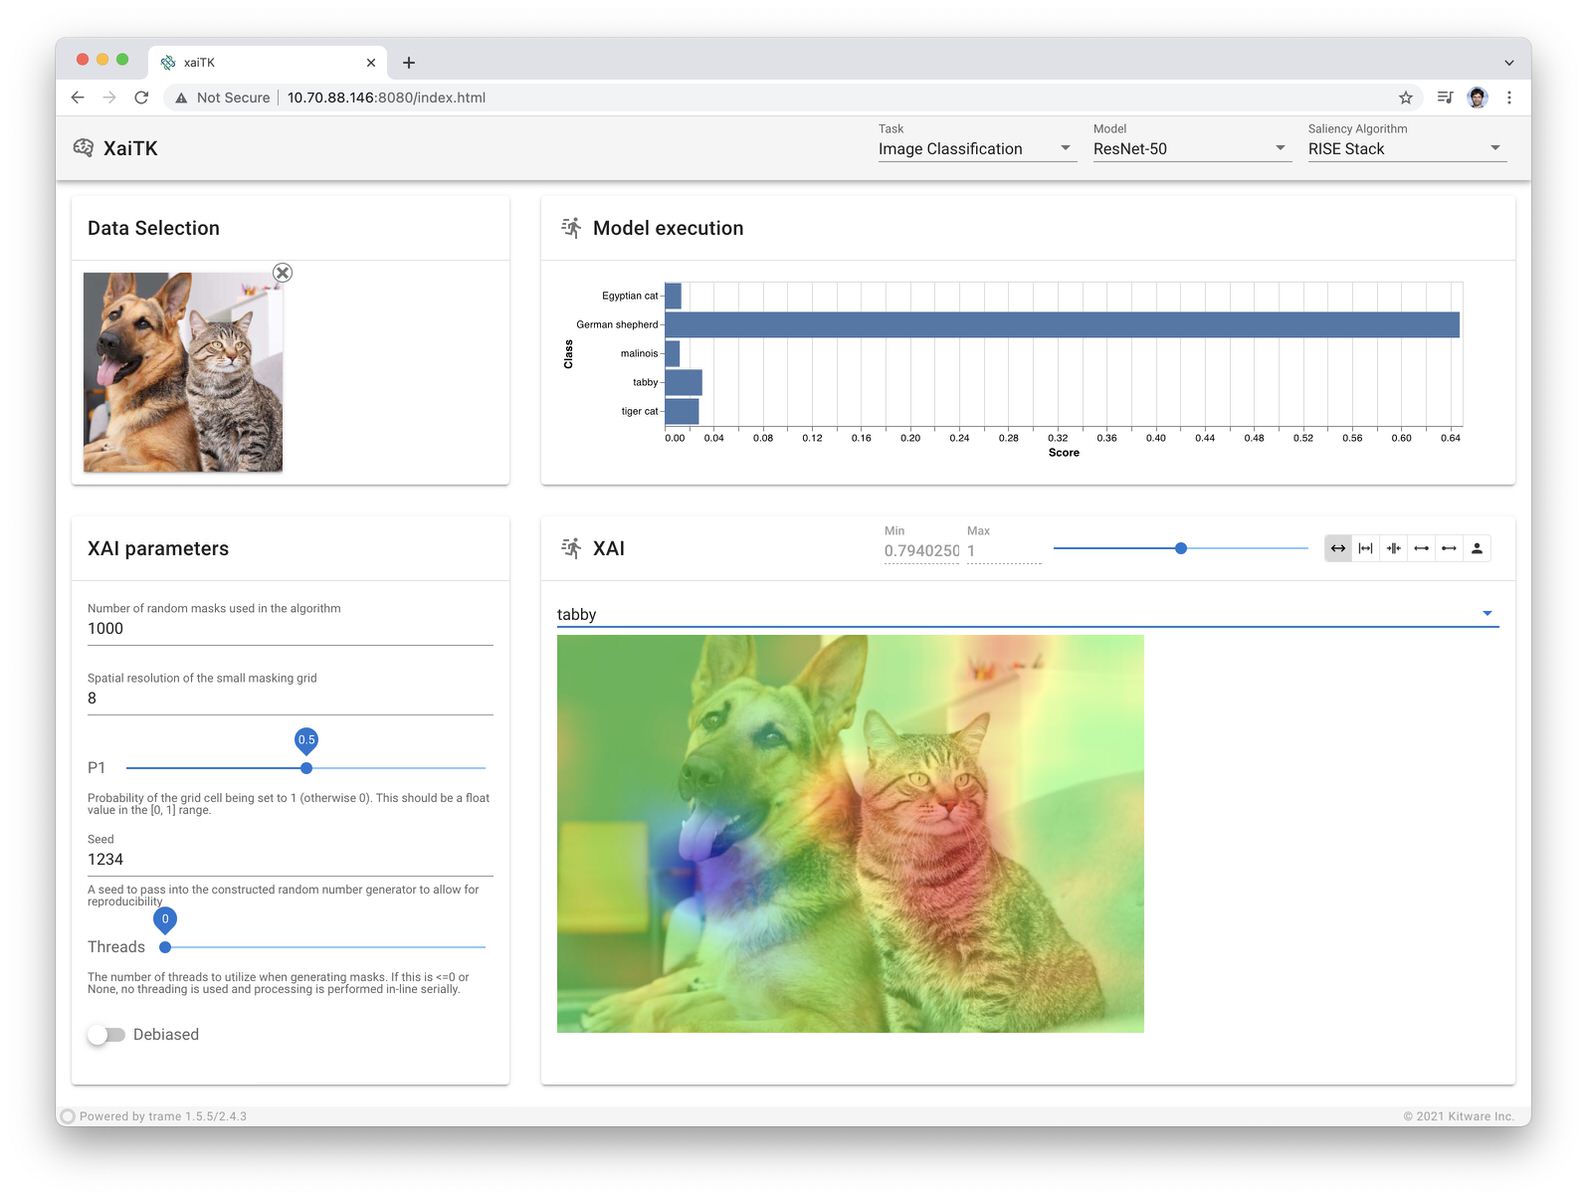 xaiTK
Not Secure
10.70.88.146:8080/index.html
XaiTK
Task
Image Classification
Model
ResNet-50
Saliency Algorithm
RISE Stack
Data Selection
Model execution
Class
Egyptian cat
German shepherd
malinois
tabby
tiger cat
0.00 0.04 0.08 0.12 0.16 0.20 0.24 0.28 0.32 0.36 0.40 0.44 0.48 0.52 0.56 0.60 0.64
Score
XAI parameters
Number of random masks used in the algorithm
1000
Spatial resolution of the small masking grid
8
0.5
P1
Probability of the grid cell being set to 1 (otherwise 0). This should be a float
value in the [0, 1] range.
Seed
1234
A seed to pass into the constructed random number generator to allow for
reproducibility
0
Threads
The number of threads to utilize when generating masks. If this is <=0 or
None, no threading is used and processing is performed in-line serially.
Debiased
XAI
Min
0.7940250
Max
1
tabby
Powered by trame 1.5.5/2.4.3
© 2021 Kitware Inc.